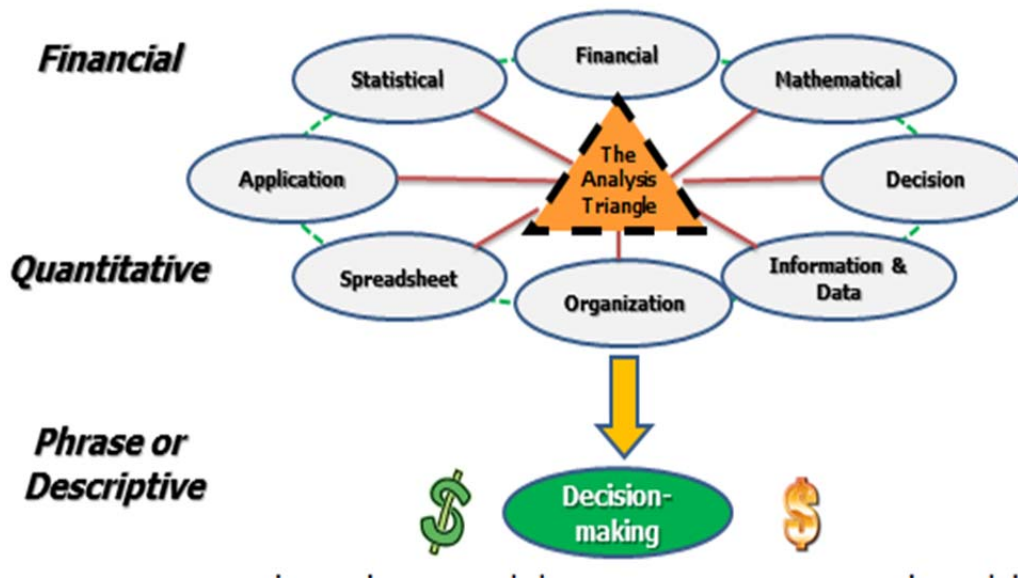 Financial
Financial
Statistical
Mathematical
The
Analysis
Triangle
Application
Decision
Quantitative
Spreadsheet
Organization
Information &
Data
Phrase or
Descriptive
Decision-
making